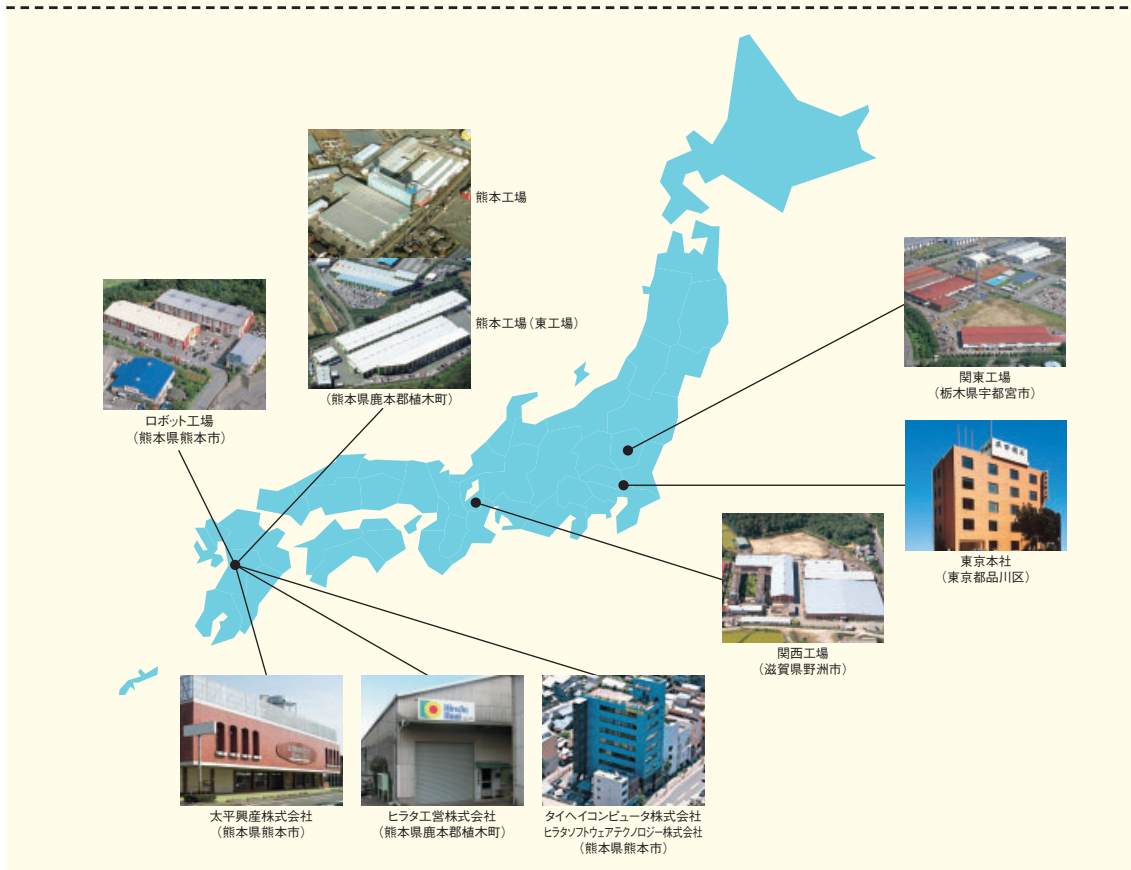 熊本工場
熊本工場（東工場）
（熊本県鹿本郡植木町）
ロボット工場
（熊本県熊本市）
関東工場
（栃木県宇都宮市）
東京本社
（東京都品川区）
関西工場
（滋賀県野洲市）
太平興産株式会社
（熊本県熊本市）
ヒラタ工営株式会社
（熊本県鹿本郡植木町）
タイヘイコンピュータ株式会社
ヒラタソフトウェアテクノロジー株式会社
（熊本県熊本市）